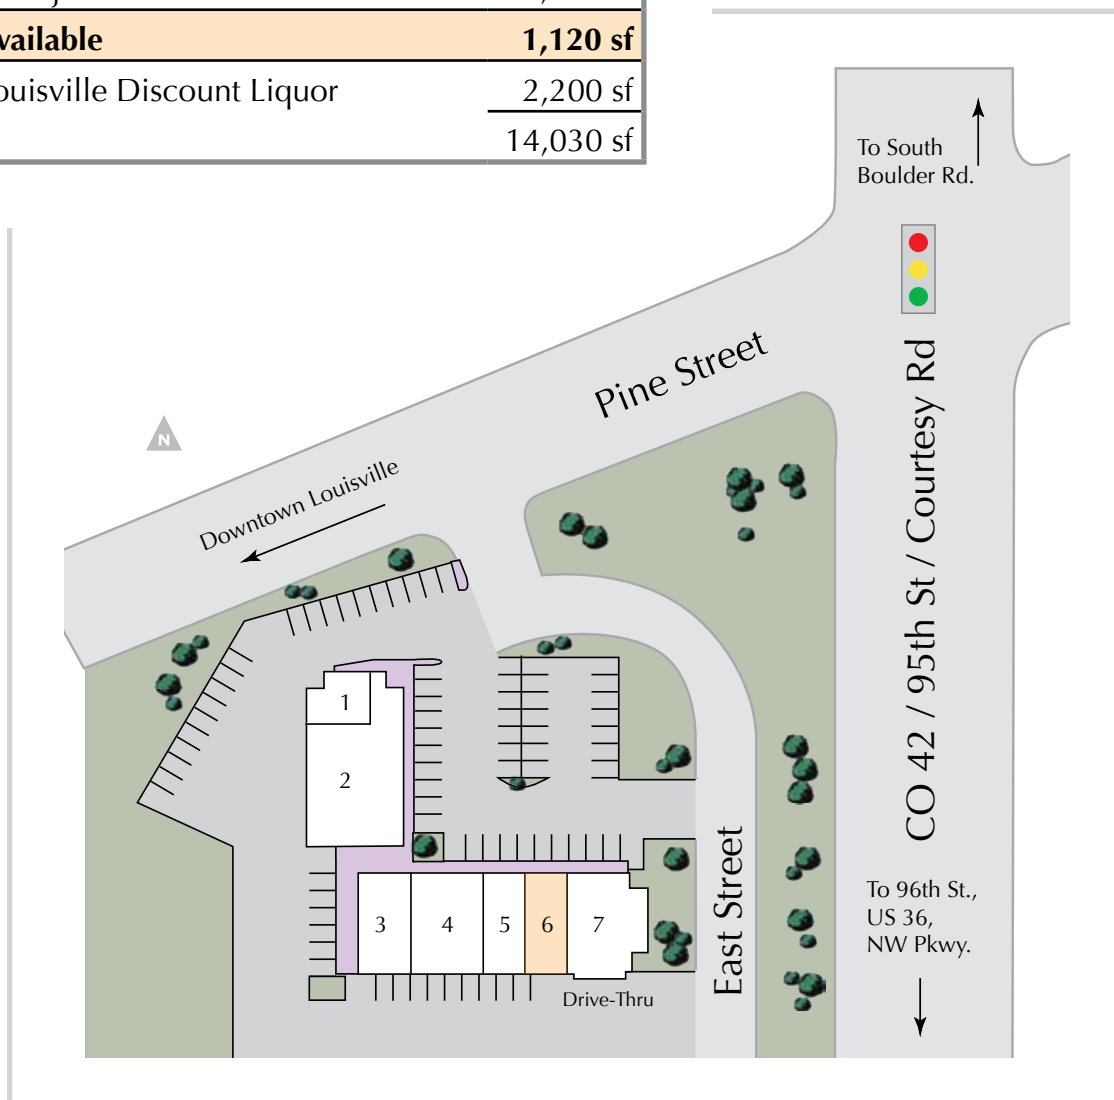 vailable 1,120 sf
ouisville Discount Liquor 2,200 sf
14,030 sf
To South
Boulder Rd.
Pine Street
N
Downtown Louisville
CO 42 / 95th St / Courtesy Rd
1
2
East Street
To 96th St.,
US 36,
NW Pkwy.
3 4 5 6 7
Drive-Thru